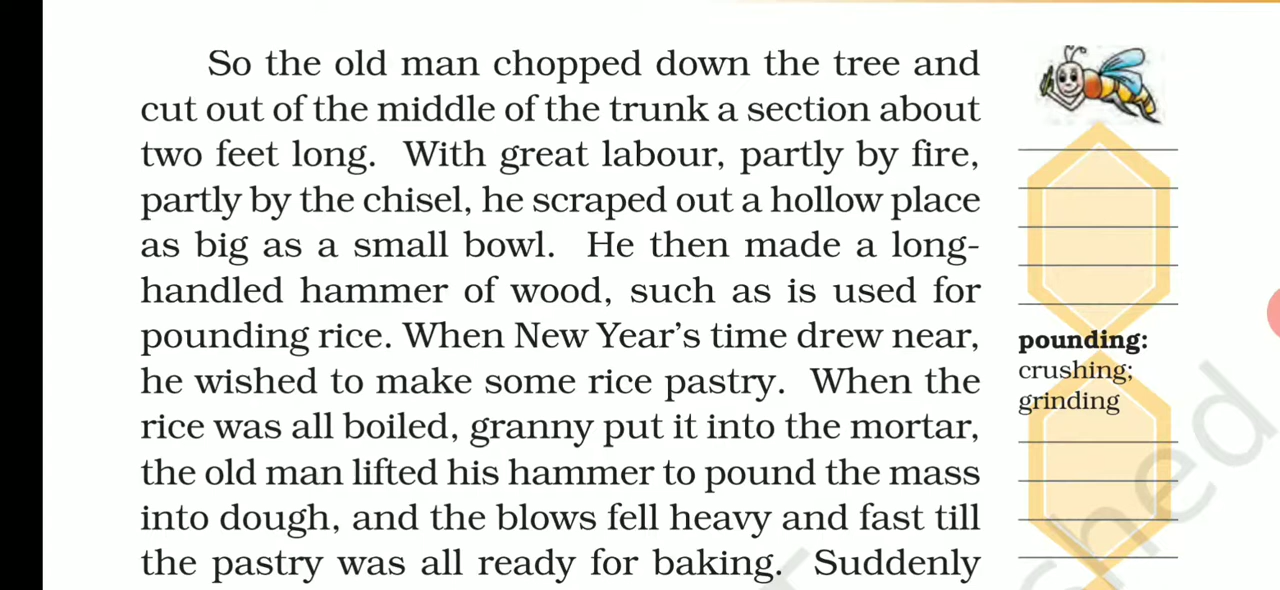 So the old man chopped down the tree and
cut out of the middle of the trunk a section about
two feet long. With great labour, partly by fire,
partly by the chisel, he scraped out a hollow place
as big as a small bowl. He then made a long-
handled hammer of wood, such as is used for
pounding rice. When New Year’s time drew near,
he wished to make some rice pastry. When the
rice was all boiled, granny put it into the mortar,
the old man lifted his hammer to pound the mass
into dough, and the blows fell heavy and fast till
the pastry was all ready for baking. Suddenly
pounding:
crushing;
grinding